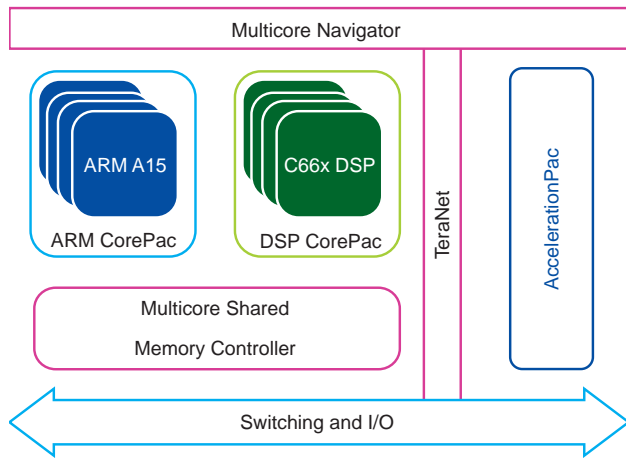 Multicore Navigator
ARM A15
C66x DSP
ARM CorePac
DSP CorePac
TeraNet
AccelerationPac
Multicore Shared
Memory Controller
Switching and I/O